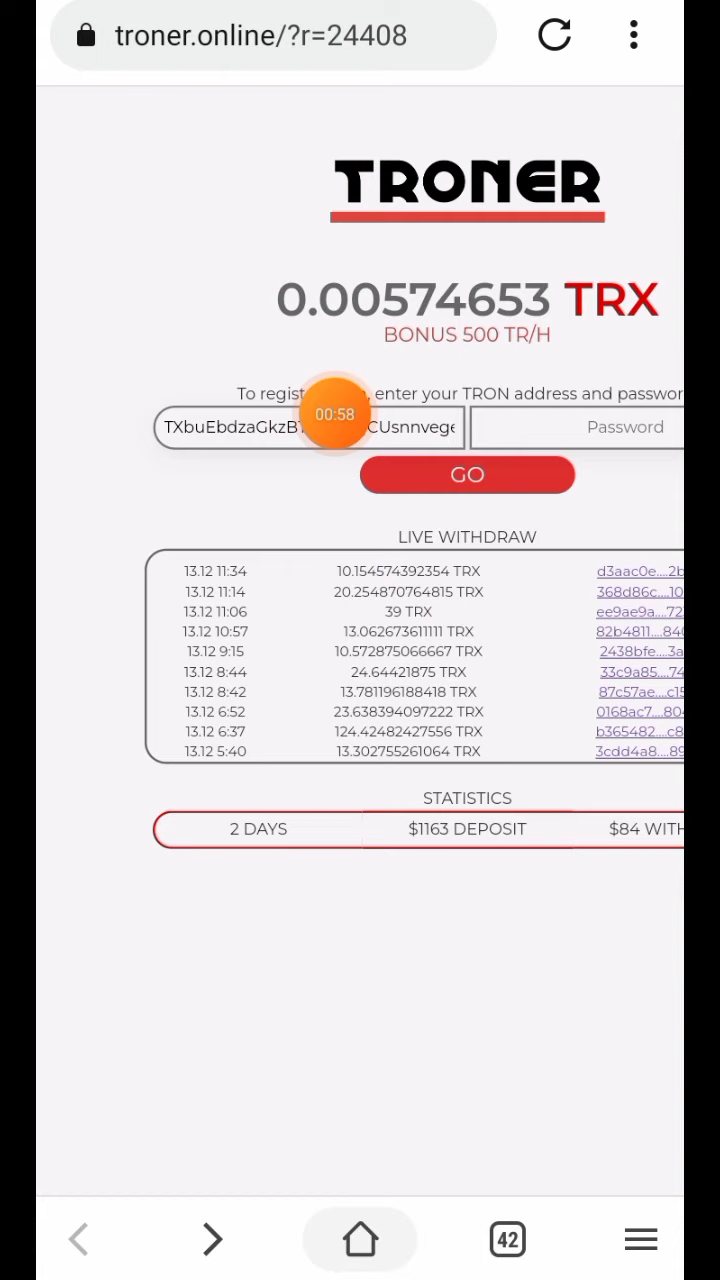 troner.online/?r=24408
TRONER
0.00574653 TRX
BONUS 500 TR/H
To regist , enter your TRON address and passwor
00:58
TXbuEbdzaGkzB CUsnnvege
Password
GO
LIVE WITHDRAW
13.12 11:34 10.154574392354 TRX d3aac0e....2b
13.12 11:14 20.254870764815 TRX 368d86c....10
13.12 11:06 39 TRX ee9ae9a....72
13.12 10:57 13.062673611111 TRX 82b4811....840
13.12 9:15 10.572875066667 TRX 2438bfe....3a
13.12 8:44 24.64421875 TRX 33c9a85....74
13.12 8:42 13.781196188418 TRX 87c57ae....c15
13.12 6:52 23.638394097222 TRX 0168ac7....804
13.12 6:37 124.42482427556 TRX b365482....c8
13.12 5:40 13.302755261064 TRX 3cdd4a8....89
STATISTICS
2 DAYS $1163 DEPOSIT $84 WITH
42